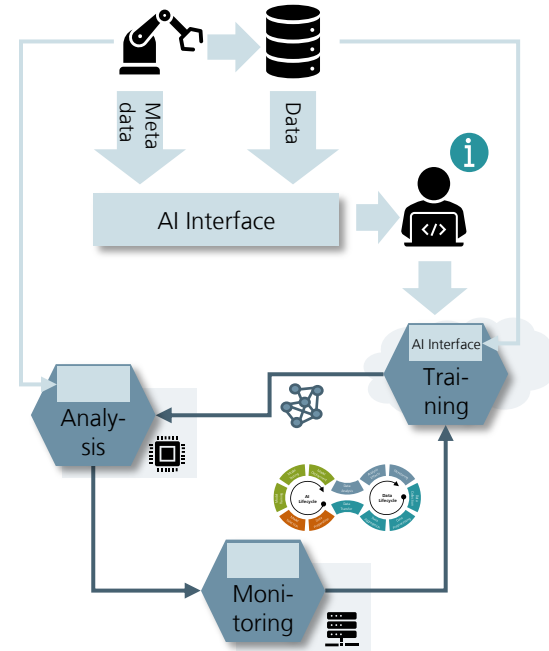 Meta
data
Data
i
AI Interface
</>
AI Interface
Trai-
ning
Analy-
sis
AI
Lifecycle
Data
Lifecycle
Moni-
toring